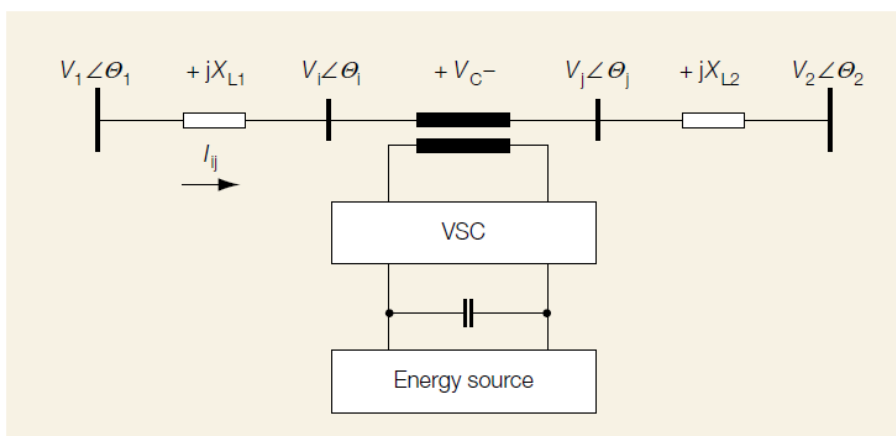 V1∠Θ1 + jXL1 Vi∠Θi + VC− Vj∠Θj + jXL2 V2∠Θ2
Iij
VSC
Energy source